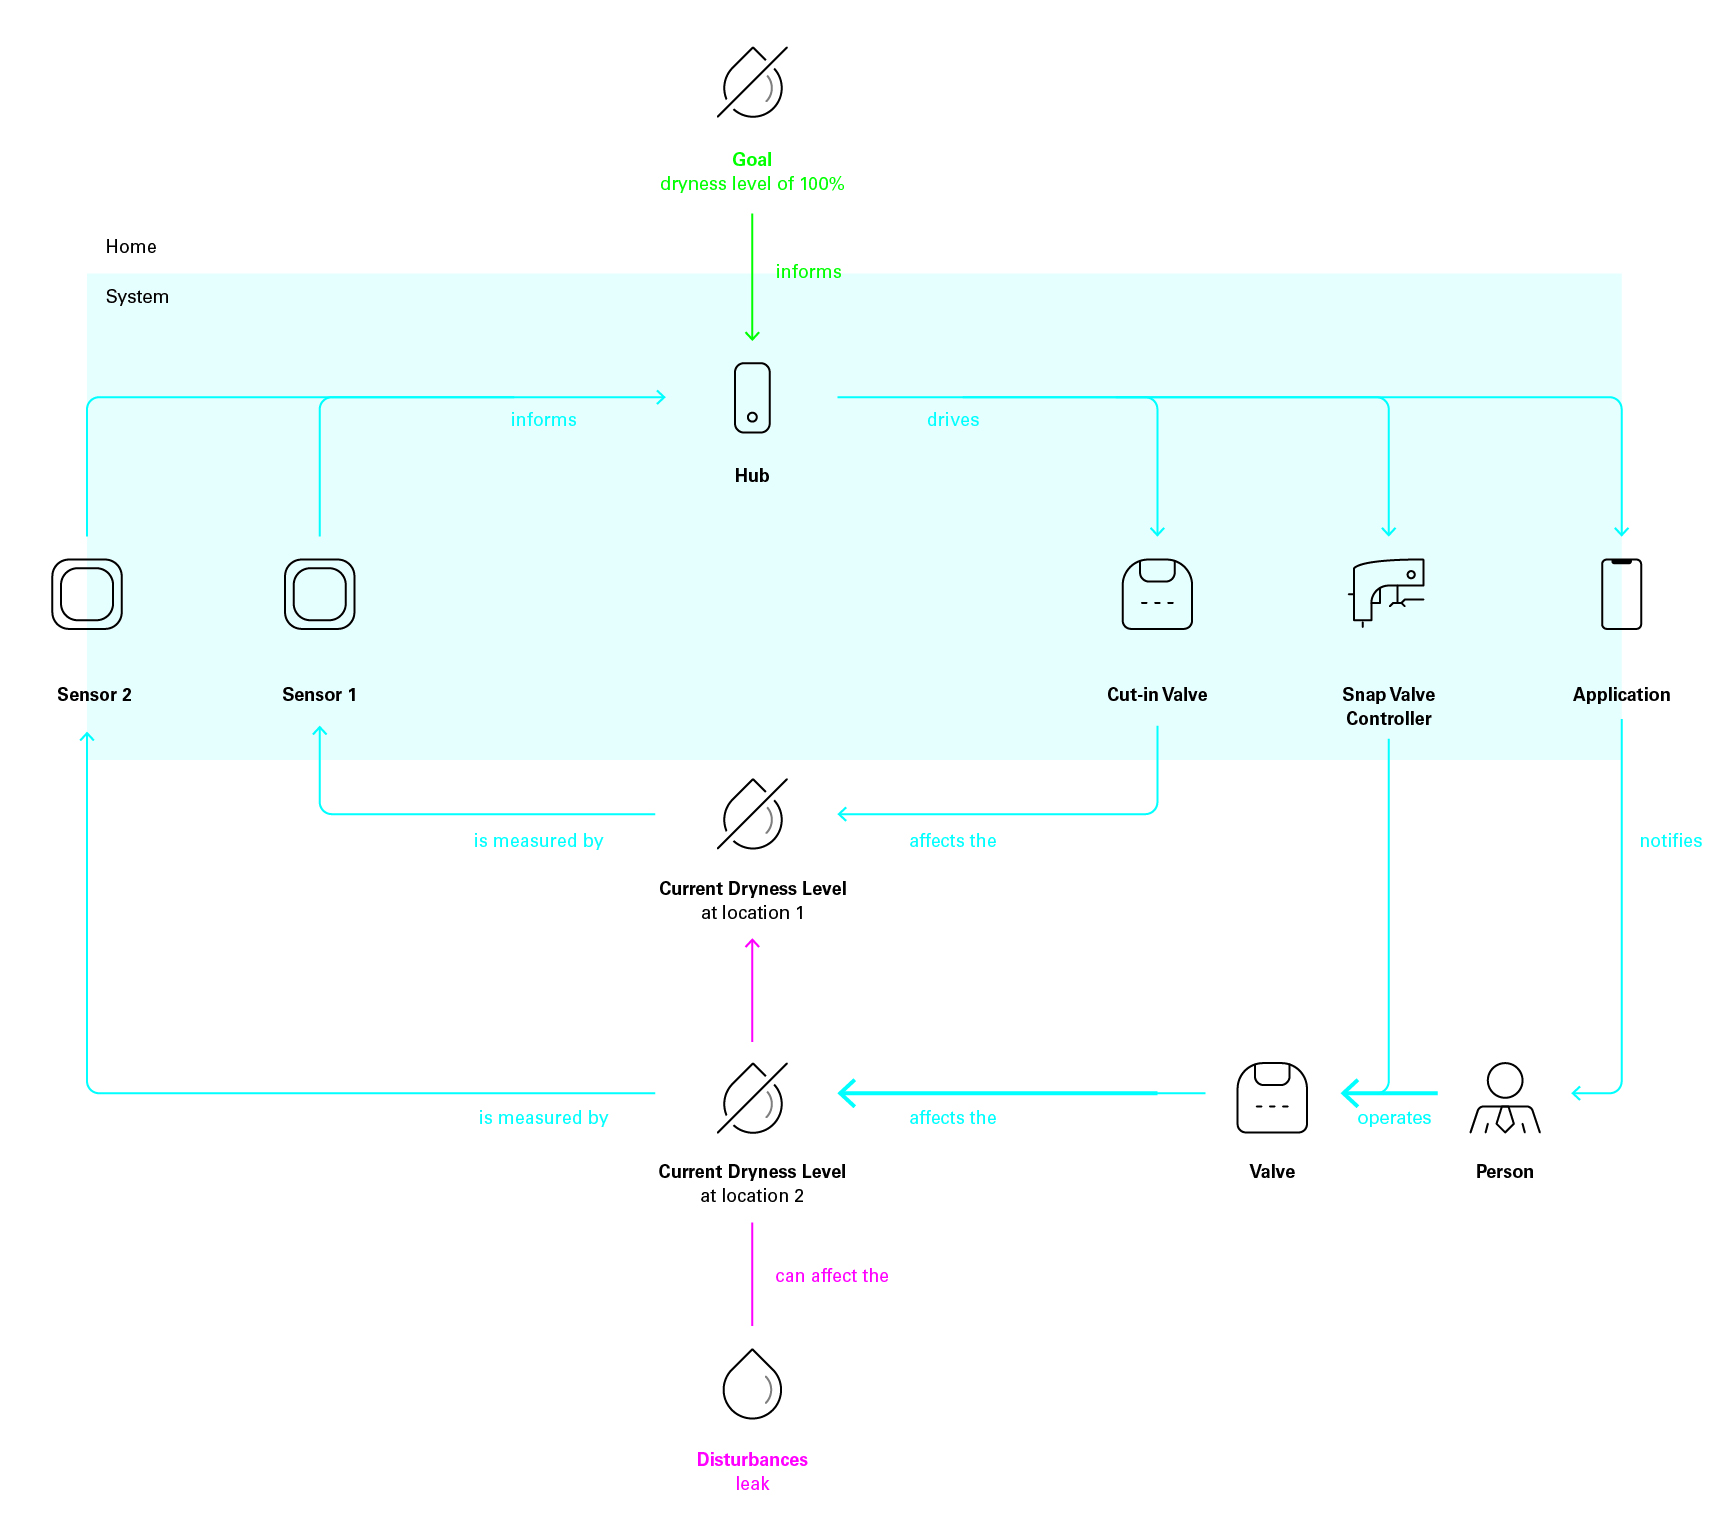 Goal
dryness level of 100%
Home
informs
System
informs
drives
Hub
Sensor 2
Sensor 1
Cut-in Valve
Snap Valve
Controller
Application
is measured by
affects the
notifies
Current Dryness Level
at location 1
is measured by
affects the
operates
Current Dryness Level
at location 2
Valve
Person
can affect the
Disturbances
leak